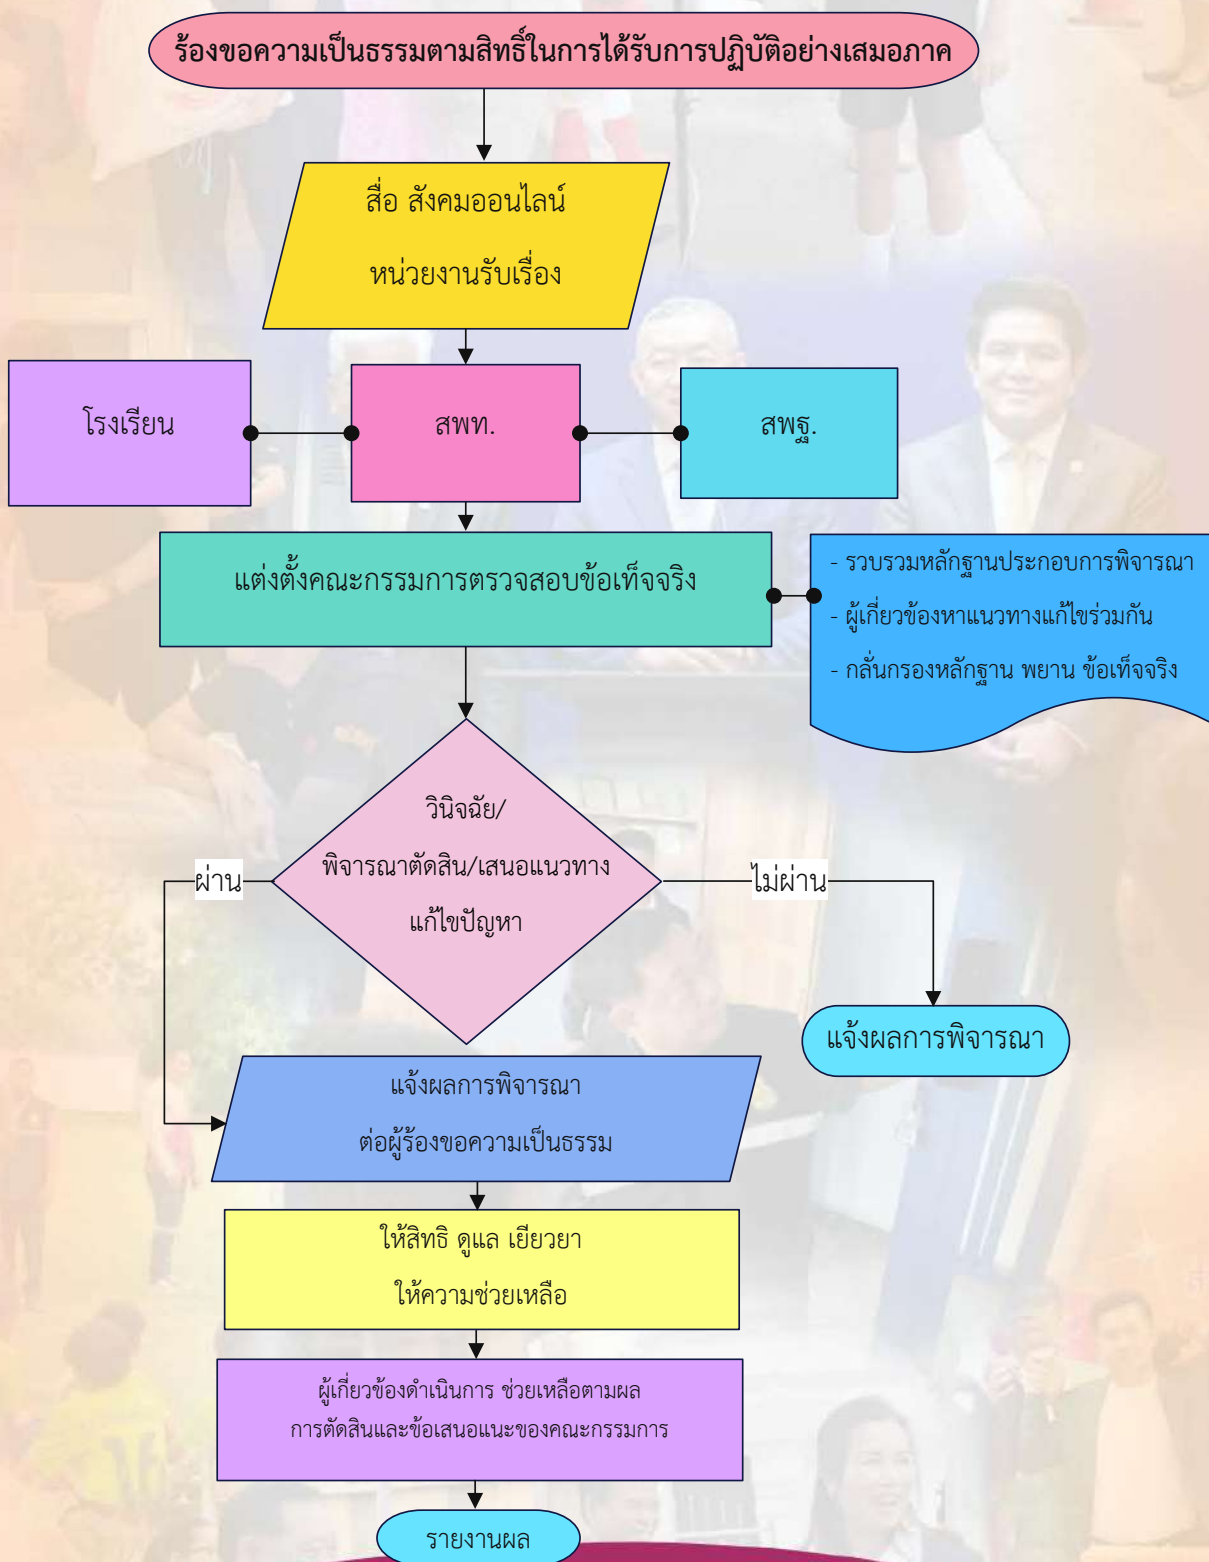 ร้องขอความเป็นธรรมตามสิทธิ์ในการได้รับการปฏิบัติอย่างเสมอภาค
สื่อ สังคมออนไลน์
หน่วยงานรับเรื่อง
โรงเรียน
สพท.
สพฐ.
แต่งตั้งคณะกรรมการตรวจสอบข้อเท็จจริง
- รวบรวมหลักฐานประกอบการพิจารณา
- ผู้เกี่ยวข้องหาแนวทางแก้ไขร่วมกัน
- กลั่นกรองหลักฐาน พยาน ข้อเท็จจริง
วินิจฉัย/
พิจารณาตัดสิน/เสนอแนวทาง
แก้ไขปัญหา
ผ่าน
ไม่ผ่าน
แจ้งผลการพิจารณา
แจ้งผลการพิจารณา
ต่อผู้ร้องขอความเป็นธรรม
ให้สิทธิ ดูแล เยียวยา
ให้ความช่วยเหลือ
ผู้เกี่ยวข้องดำเนินการ ช่วยเหลือตามผล
การตัดสินและข้อเสนอแนะของคณะกรรมการ
รายงานผล